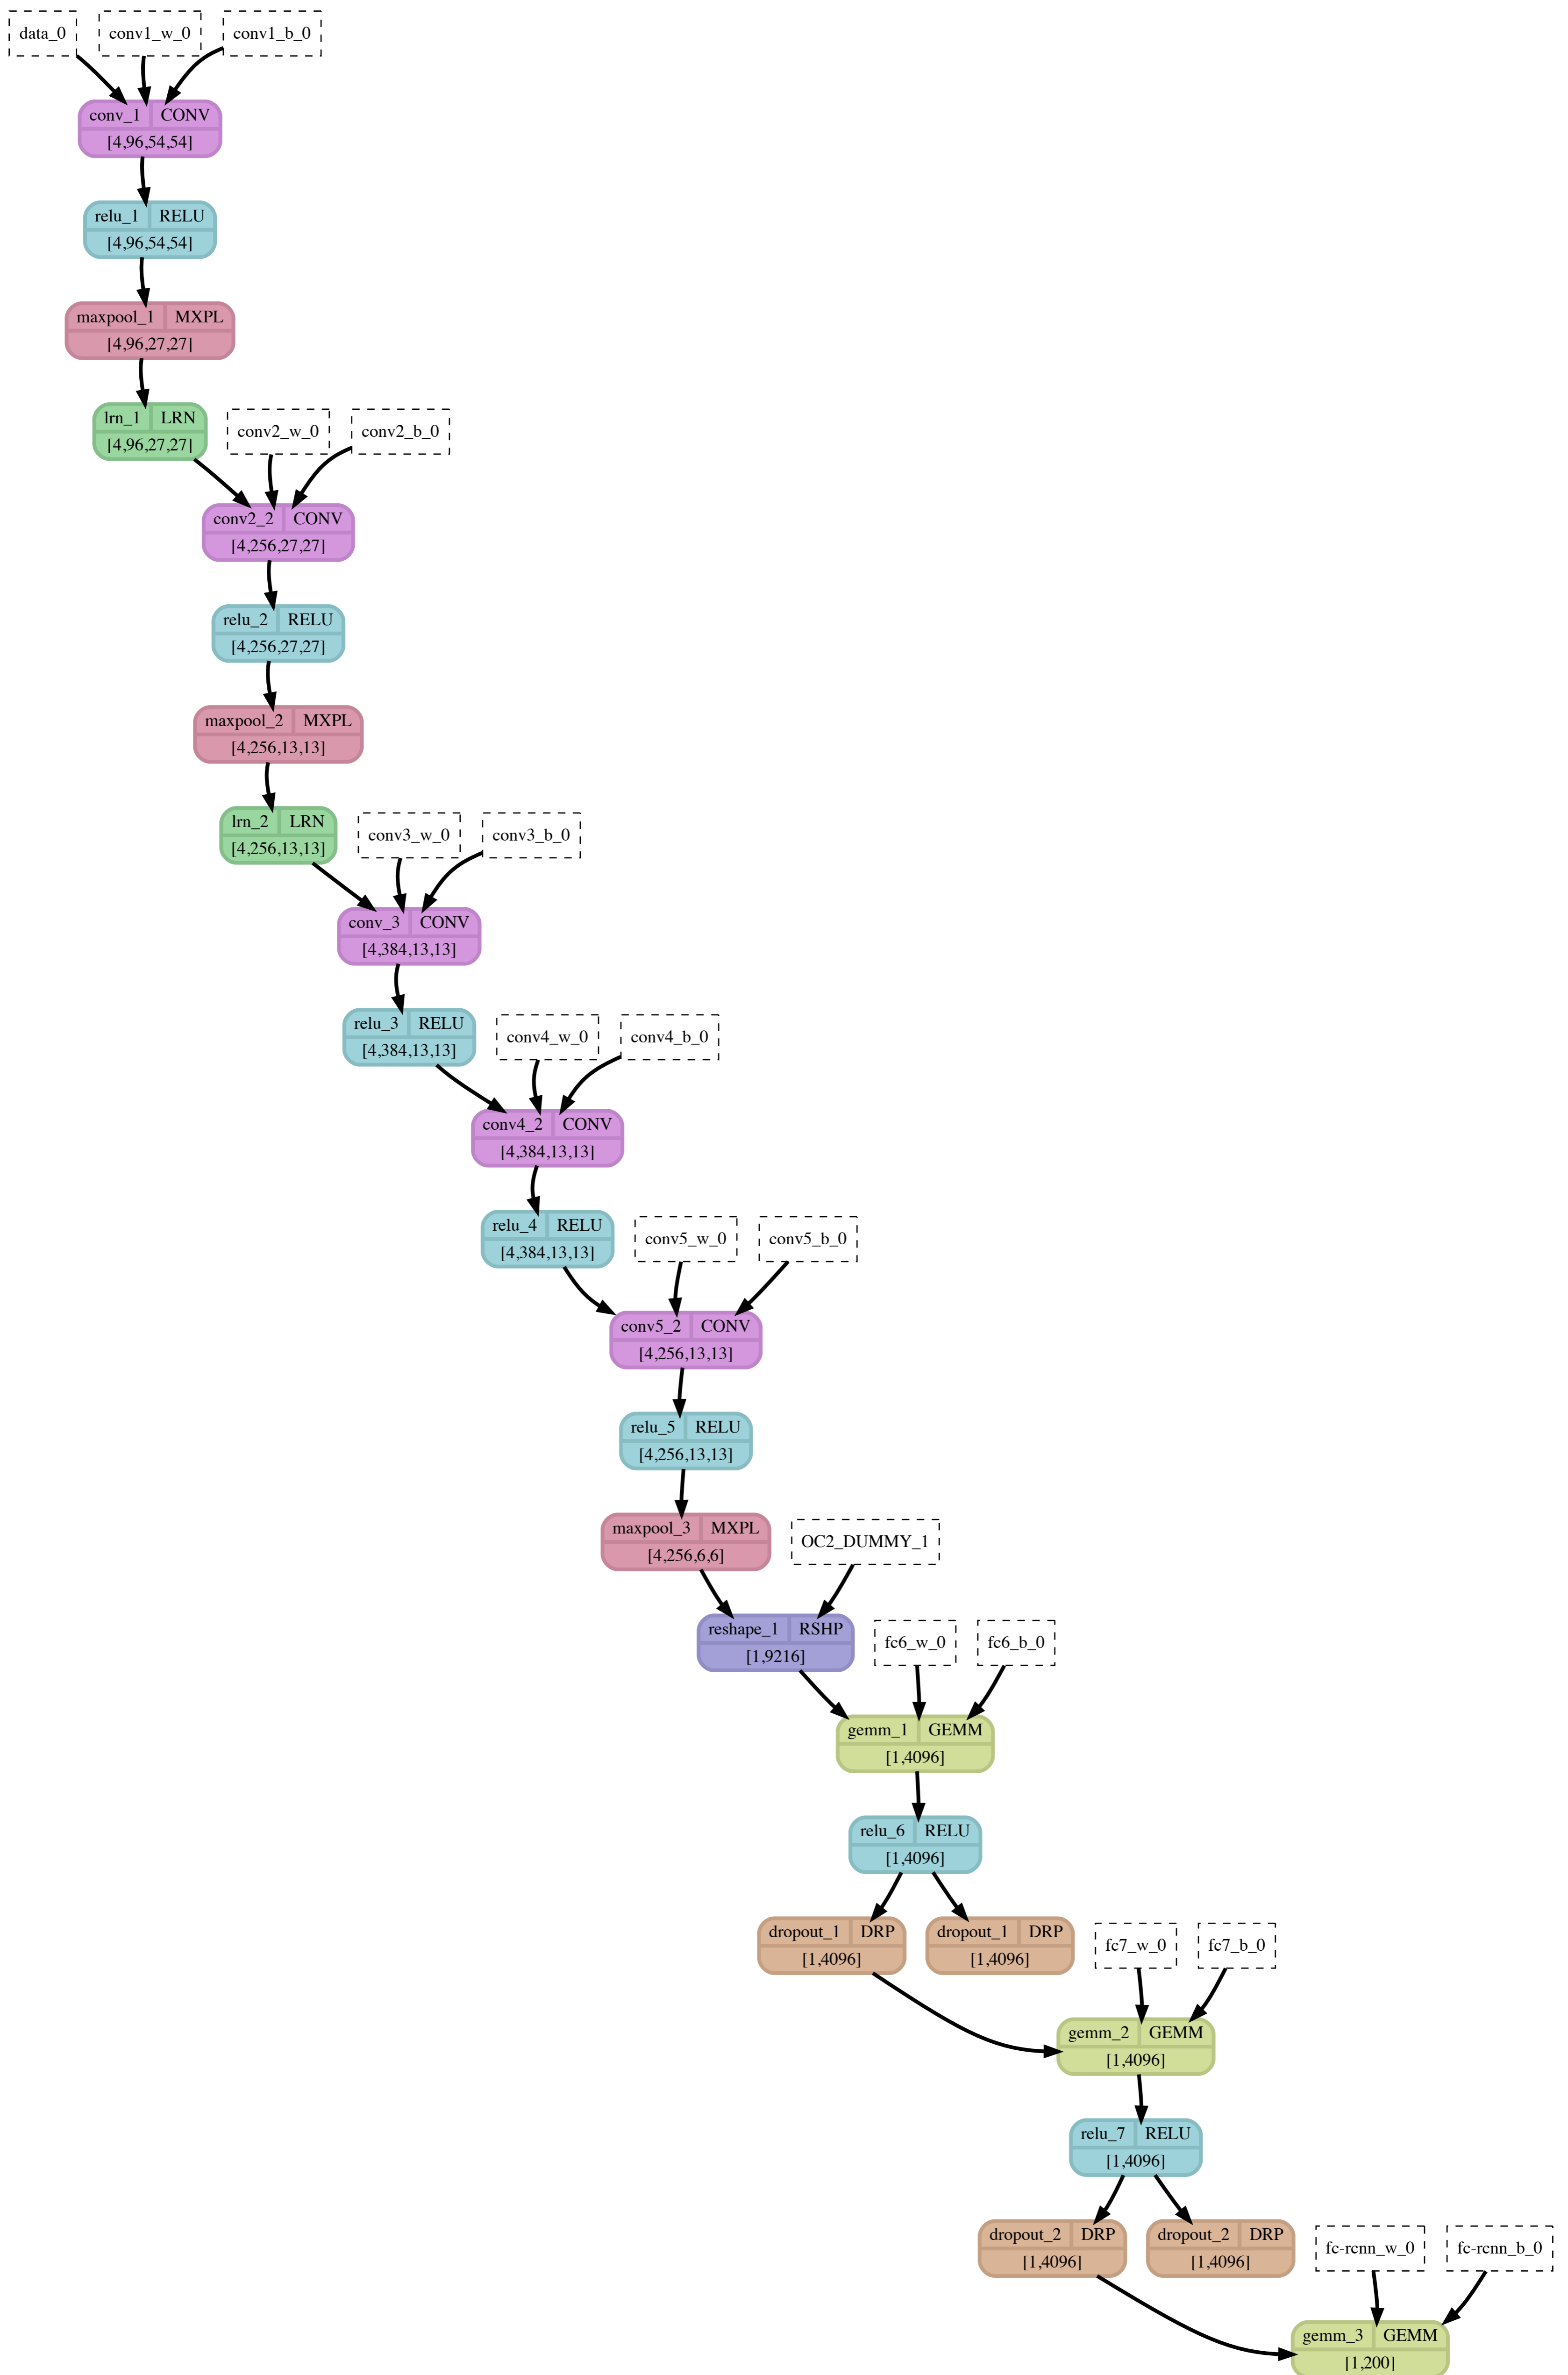 data_0 conv1_w_0 conv1_b_0
conv_1 CONV
[4,96,54,54]
relu_1 RELU
[4,96,54,54]
maxpool_1 MXPL
[4,96,27,27]
lrn_1 LRN conv2_w_0 conv2_b_0
[4,96,27,27]
conv2_2 CONV
[4,256,27,27]
relu_2 RELU
[4,256,27,27]
maxpool_2 MXPL
[4,256,13,13]
lrn_2 LRN conv3_w_0 conv3_b_0
[4,256,13,13]
conv_3 CONV
[4,384,13,13]
relu_3 RELU conv4_w_0 conv4_b_0
[4,384,13,13]
conv4_2 CONV
[4,384,13,13]
relu_4 RELU conv5_w_0 conv5_b_0
[4,384,13,13]
conv5_2 CONV
[4,256,13,13]
relu_5 RELU
[4,256,13,13]
maxpool_3 MXPL OC2_DUMMY_1
[4,256,6,6]
reshape_1 RSHP fc6_w_0 fc6_b_0
[1,9216]
gemm_1 GEMM
[1,4096]
relu_6 RELU
[1,4096]
dropout_1 DRP dropout_1 DRP fc7_w_0 fc7_b_0
[1,4096] [1,4096]
gemm_2 GEMM
[1,4096]
relu_7 RELU
[1,4096]
dropout_2 DRP dropout_2 DRP fc-rcnn_w_0 fc-rcnn_b_0
[1,4096] [1,4096]
gemm_3 GEMM
[1,200]